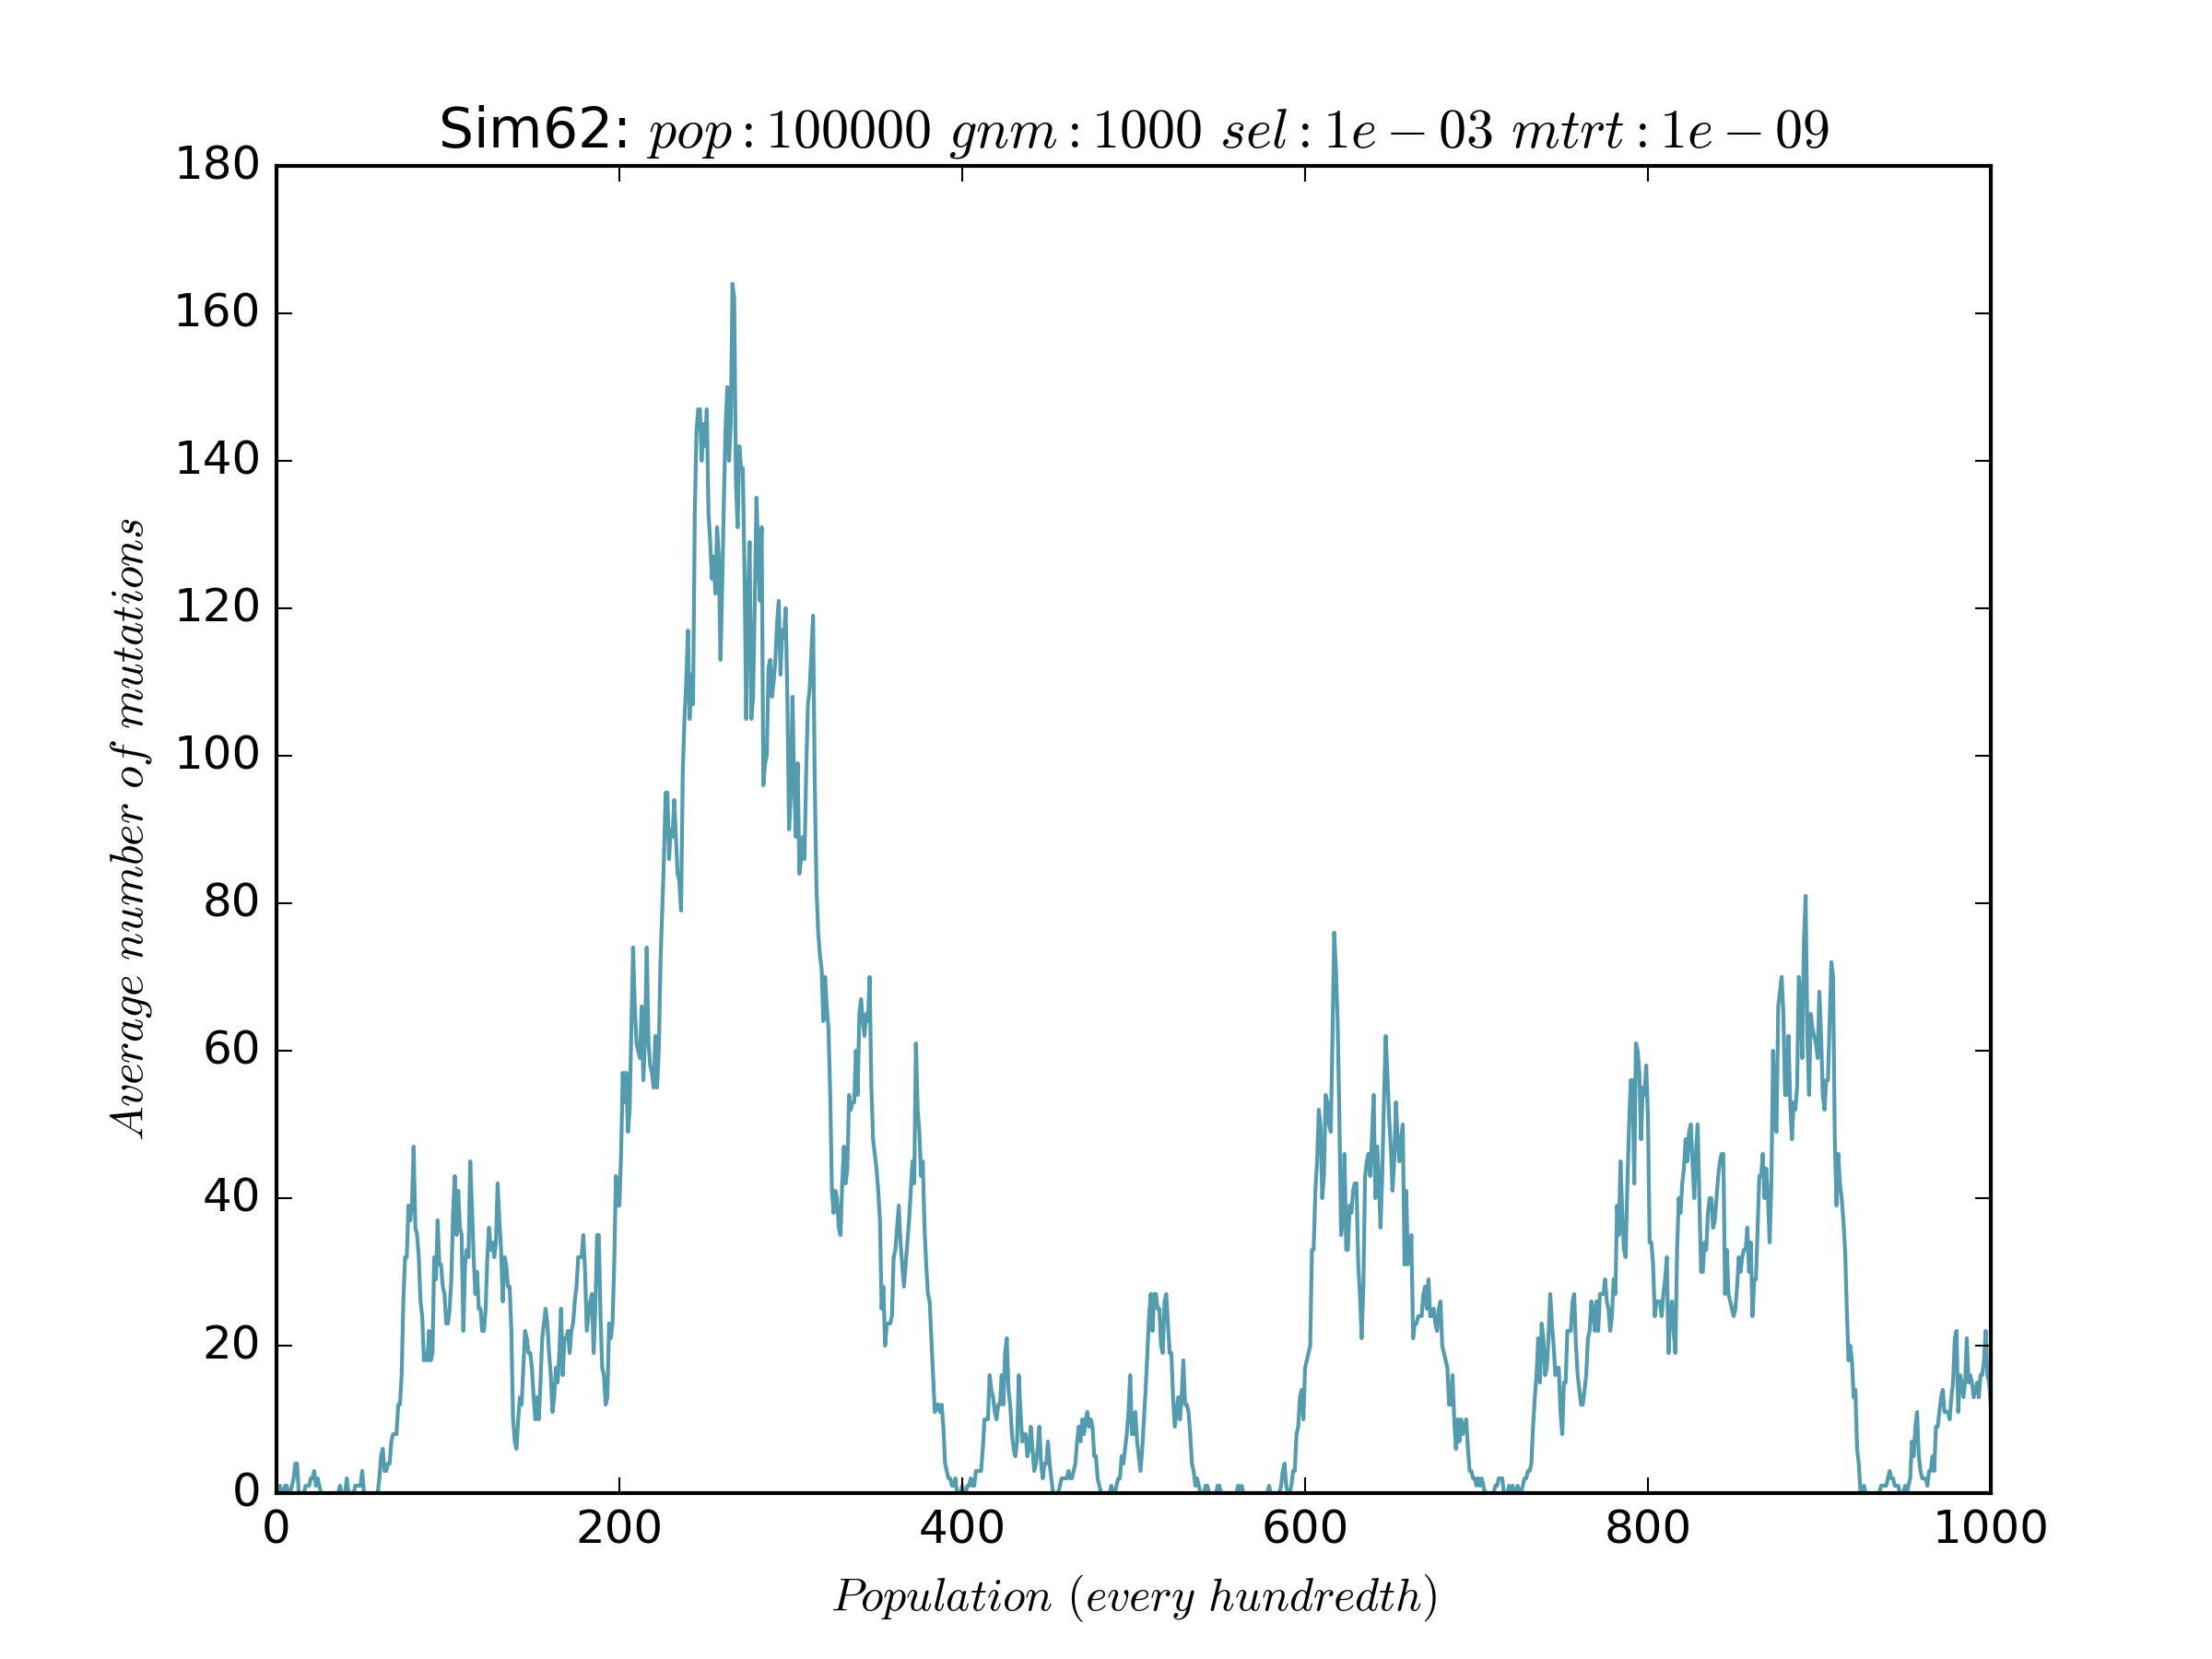 Sim62: pop : 100000 gnm : 1000 sel : 1e − 03 mtrt : 1e − 09
180
160
140
120
100
80
60
40
20
0
Average number of mutations
0 200 400 600 800 1000
Population (every hundredth)